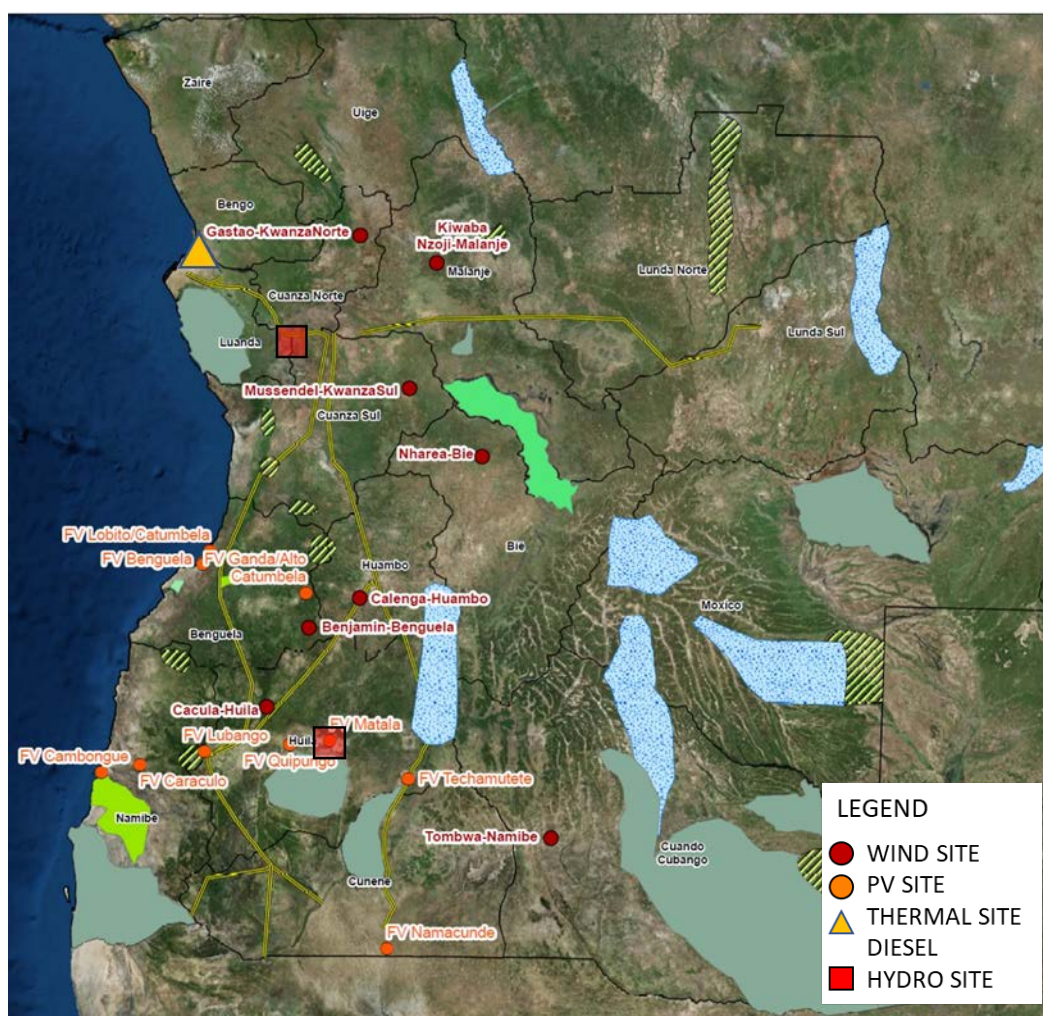 Zaire
Uige
Bengo
Gastao-KwanzaNorte
Kiwaba
Nzoji-Malanje
Malanje
Lunda Norte
Cuanza Norte
Lunda Sul
Luanda
Mussendel-KwanzaSul
Cuanza Sul
Nharea-Bie
FV Lobito/Catumbela
FV Benguela
FV Ganda/Alto
Catumbela
Bié
Huambo
Calenga-Huambo
Moxico
Benjamin-Benguela
Benguela
Cacula-Huila
FV Matala
FV Lubango
Huila
FV Quipungo
FV Cambongue
FV Caraculo
FV Techamutete
Namibe
Tombwa-Namibe
Cuando
Cubango
Cunene
FV Namacunde
LEGEND
WIND SITE
PV SITE
THERMAL SITE
DIESEL
HYDRO SITE